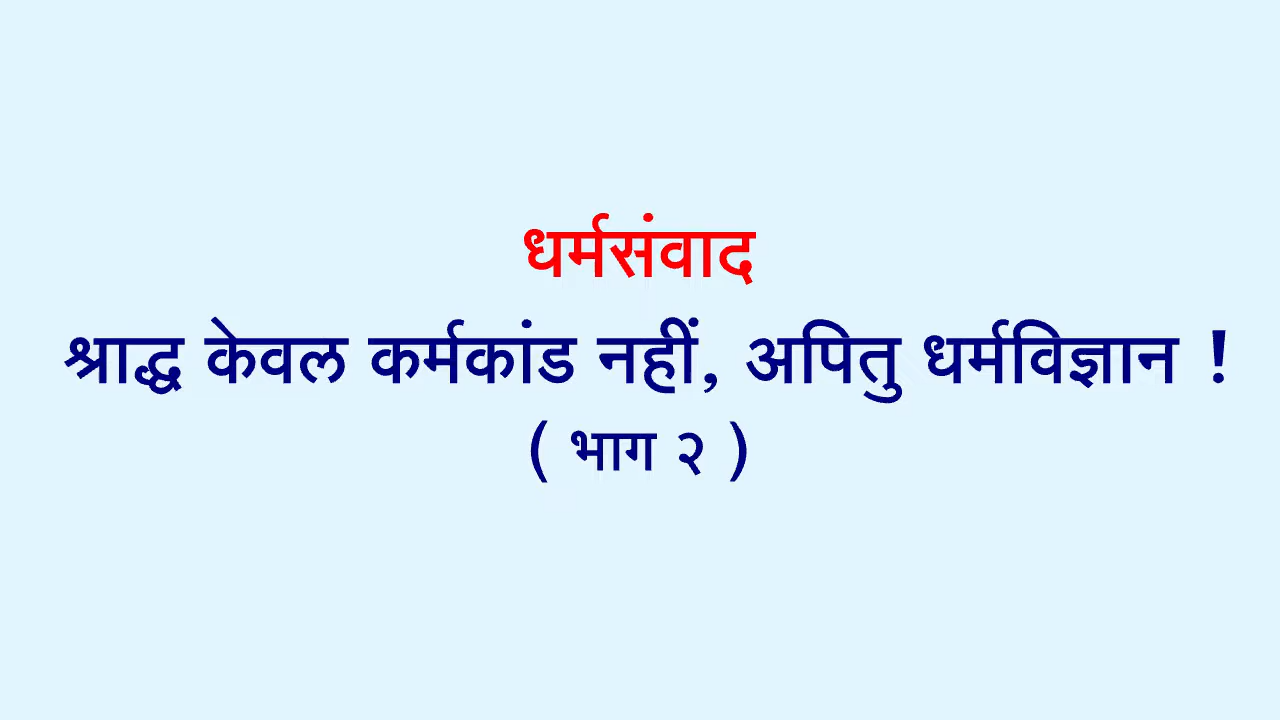 धर्मसंवाद
श्राद्ध केवल कर्मकांड नहीं, अपितु धर्मविज्ञान !
( भाग २ )